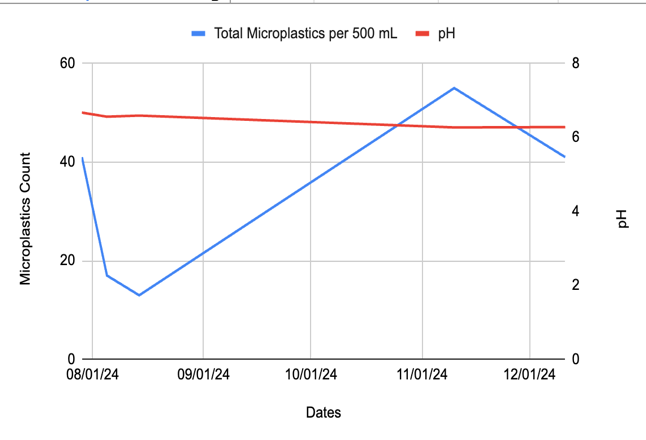 Total Microplastics per 500 mL pH
60 8
6
40
4
20
2
0 0
08/01/24 09/01/24 10/01/24 11/01/24 12/01/24
Microplastics Count
pH
Dates